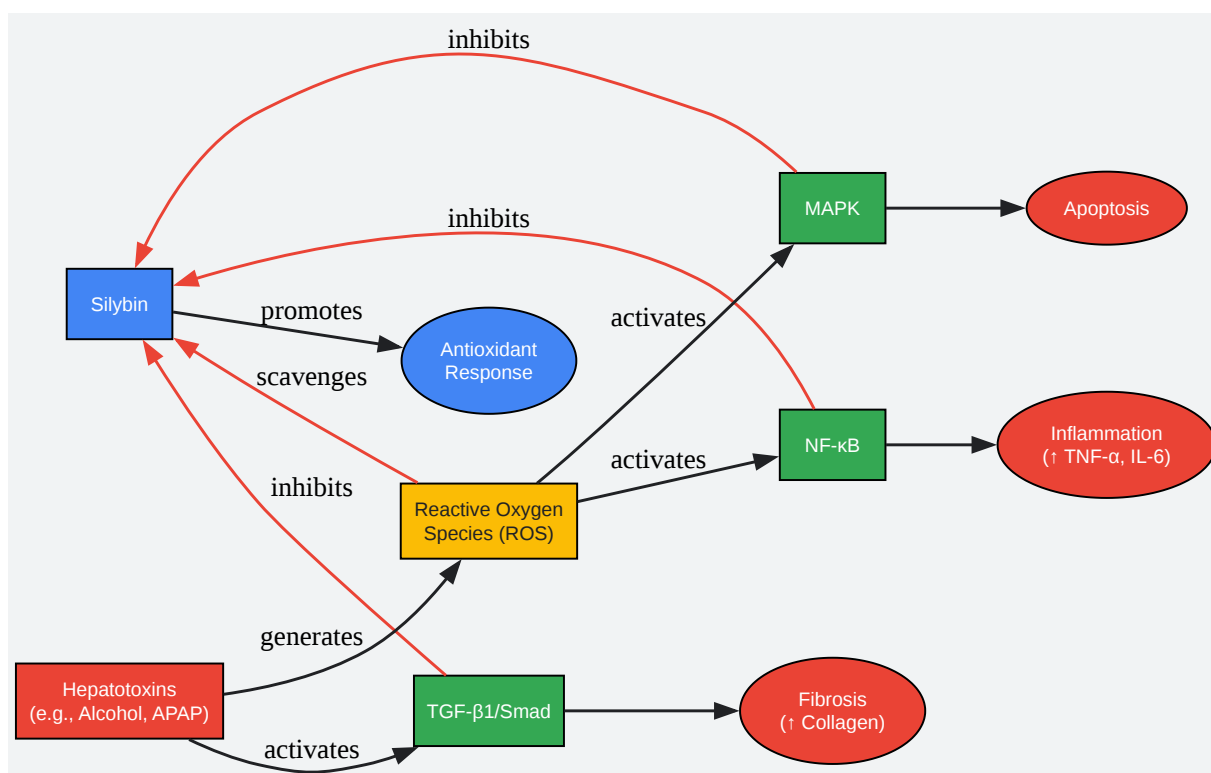 inhibits
MAPK
Apoptosis
inhibits
Silybin
promotes
activates
Antioxidant
Response
scavenges
NF-κB
Inflammation
(↑ TNF-α, IL-6)
activates
inhibits
Reactive Oxygen
Species (ROS)
generates
Hepatotoxins
(e.g., Alcohol, APAP)
TGF-β1/Smad
Fibrosis
(↑ Collagen)
activates